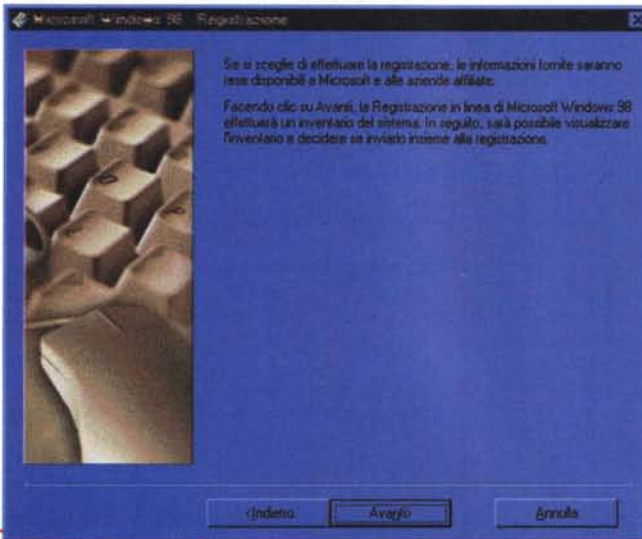 Microsoft Windows 98 Registrazione
Se si sceglie di effettuare la registrazione, le informazioni fornite saranno
rese disponibili a Microsoft e alle aziende affiliate.
Facendo clic su Avanti, la Registrazione in linea di Microsoft Windows 98
effettuerà un inventario del sistema. In seguito, sarà possibile visualizzare
l'inventario e decidere se inviarlo insieme alla registrazione.
<Indietro Avanti> Annulla